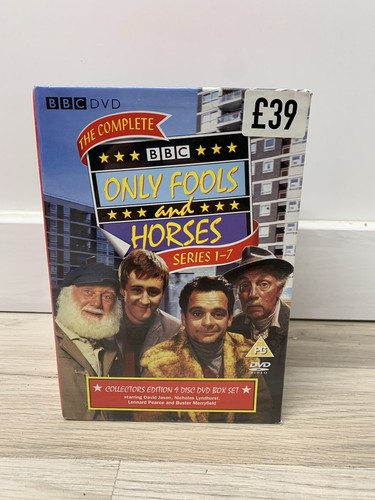 BBC DVD
£39
THE COMPLETE
BBC
ONLY FOOLS
and
HORSES
SERIES 1-7
PG
DVD
VIDEO
COLLECTORS EDITION 9 DISC DVD BOX SET
starring David Jason, Nicholas Lyndhurst,
Lennard Pearce and Buster Merryfield